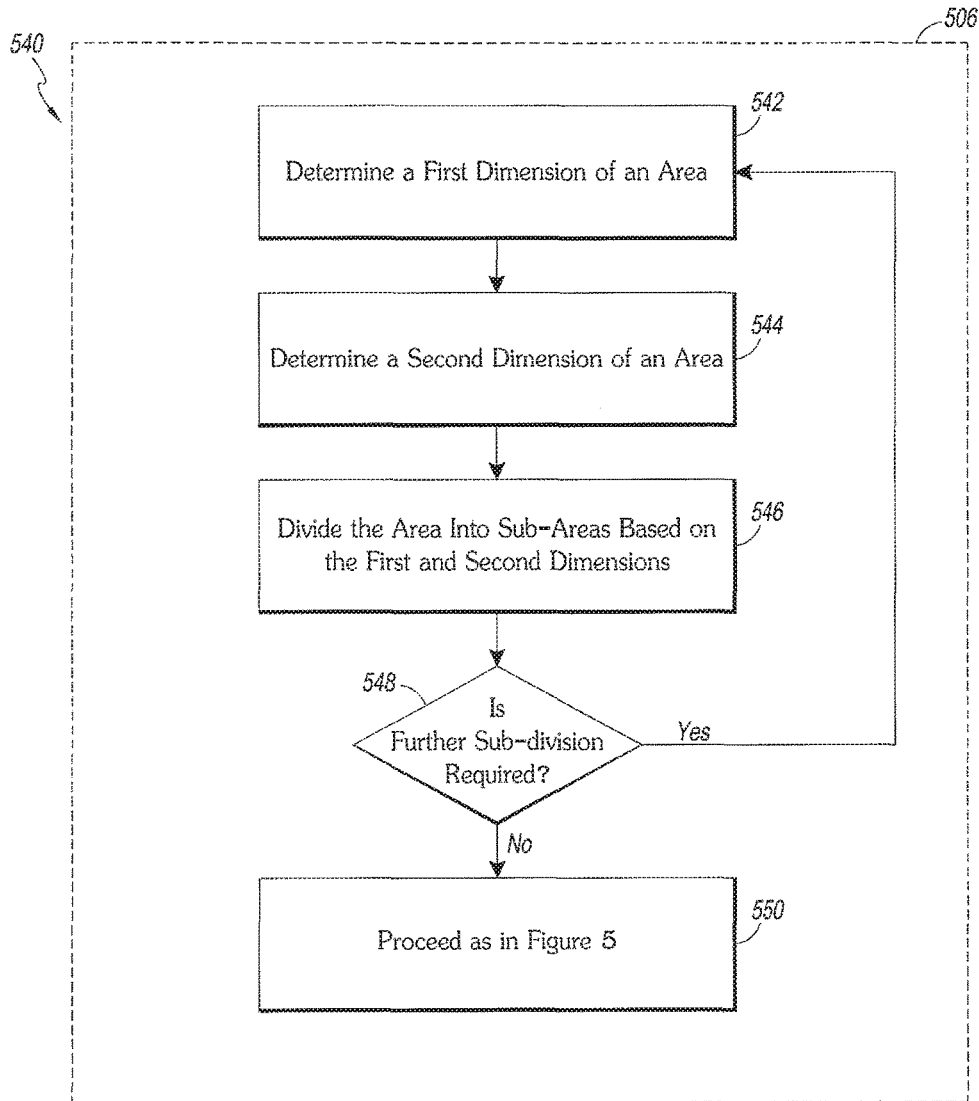 506
540
542
Determine a First Dimension of an Area
544
Determine a Second Dimension of an Area
546
Divide the Area Into Sub-Areas Based on
the First and Second Dimensions
548
Is
Further Sub-division
Required?
Yes
No
550
Proceed as in Figure 5